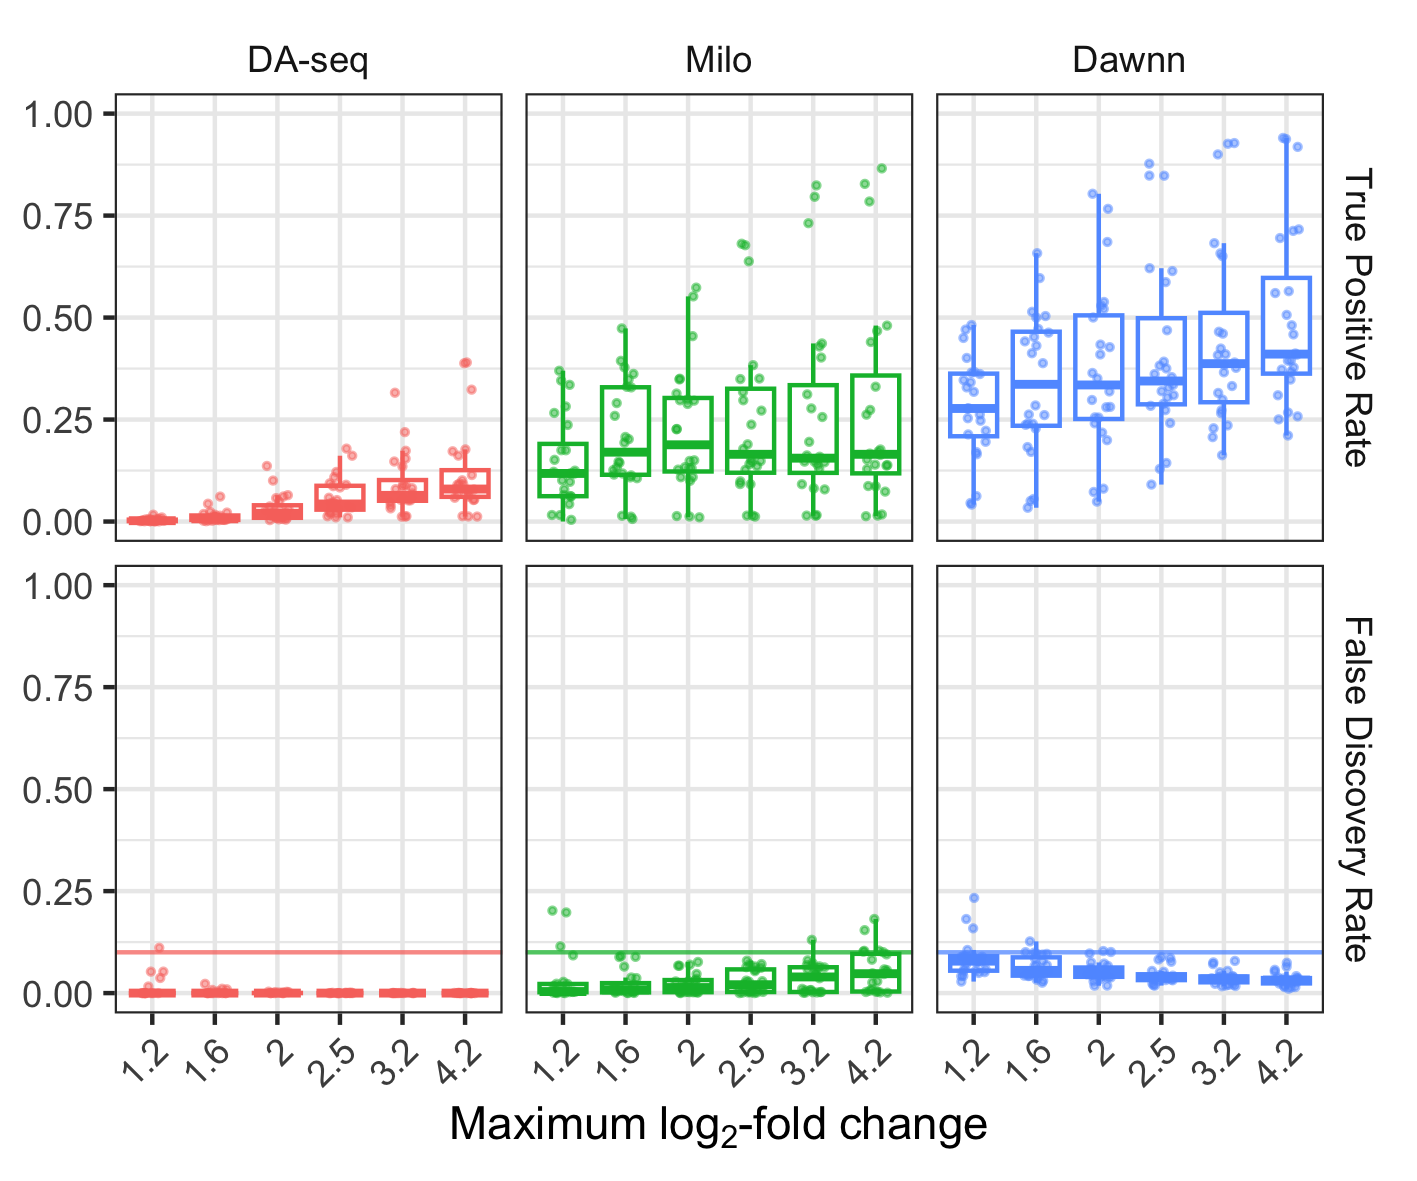 DA-seq Milo Dawnn
1.00
0.75
0.50
0.25
0.00
True Positive Rate
1.00
0.75
0.50
0.25
0.00
False Discovery Rate
1.2 1.6 2 2.5 3.2 4.2 1.2 1.6 2 2.5 3.2 4.2 1.2 1.6 2 2.5 3.2 4.2
Maximum log₂-fold change